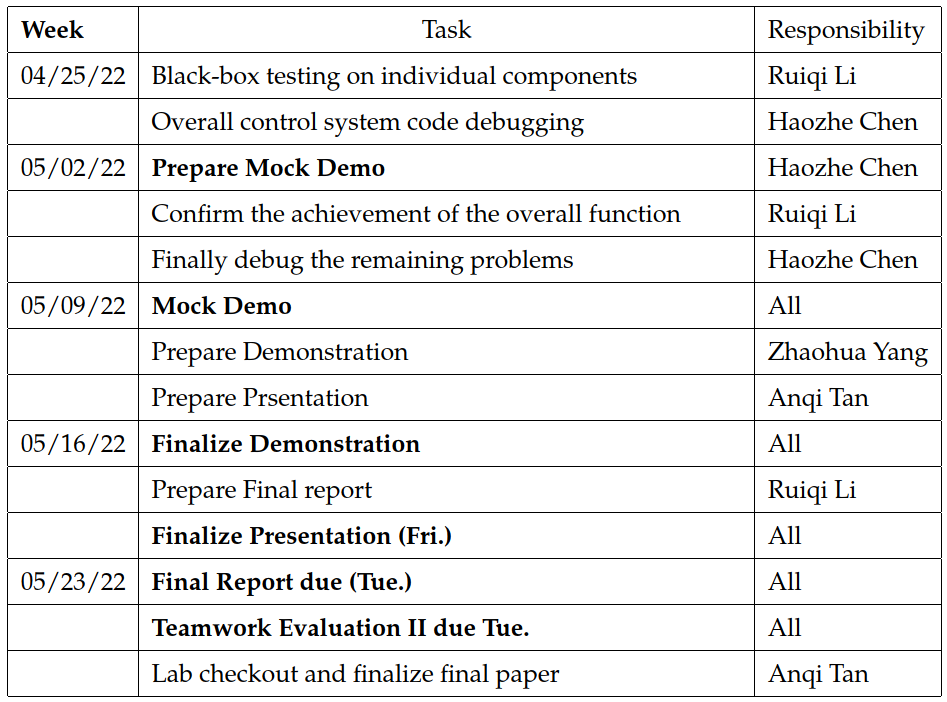 Week Task Responsibility
04/25/22 Black-box testing on individual components Ruiqi Li
Overall control system code debugging Haozhe Chen
05/02/22 Prepare Mock Demo Haozhe Chen
Confirm the achievement of the overall function Ruiqi Li
Finally debug the remaining problems Haozhe Chen
05/09/22 Mock Demo All
Prepare Demonstration Zhaohua Yang
Prepare Prsentation Anqi Tan
05/16/22 Finalize Demonstration All
Prepare Final report Ruiqi Li
Finalize Presentation (Fri.) All
05/23/22 Final Report due (Tue.) All
Teamwork Evaluation II due Tue. All
Lab checkout and finalize final paper Anqi Tan